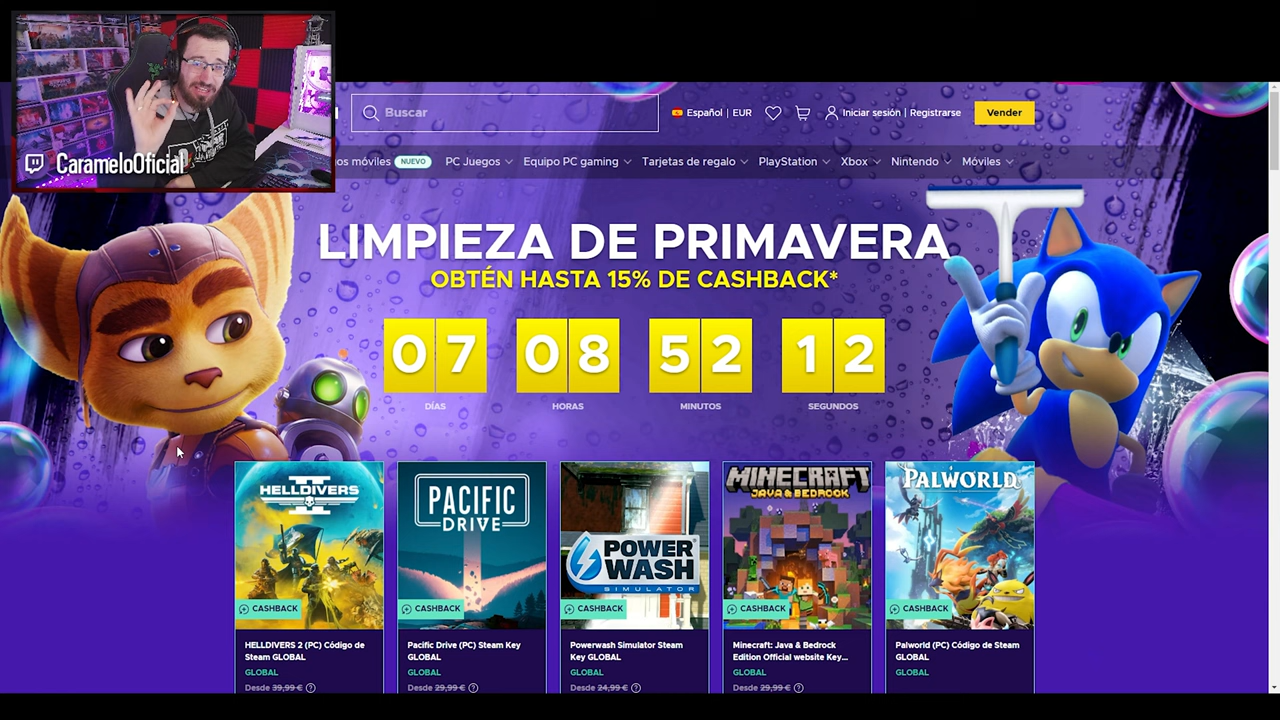 CarameloOficial
Buscar
Español | EUR
Iniciar sesión | Registrarse
Vender
os móviles NUEVO PC Juegos Equipo PC gaming Tarjetas de regalo PlayStation Xbox Nintendo Móviles
LIMPIEZA DE PRIMAVERA
OBTÉN HASTA 15% DE CASHBACK*
07 08 52 12
DÍAS HORAS MINUTOS SEGUNDOS
HELLDIVERS II
PACIFIC DRIVE
POWER WASH SIMULATOR
MINECRAFT JAVA & BEDROCK
PALWORLD
CASHBACK CASHBACK CASHBACK CASHBACK CASHBACK
HELLDIVERS 2 (PC) Código de Steam GLOBAL
GLOBAL
Desde 39,99 €
Pacific Drive (PC) Steam Key GLOBAL
GLOBAL
Desde 29,99 €
Powerwash Simulator Steam Key GLOBAL
GLOBAL
Desde 24,99 €
Minecraft: Java & Bedrock Edition Official website Key...
GLOBAL
Desde 29,99 €
Palworld (PC) Código de Steam GLOBAL
GLOBAL